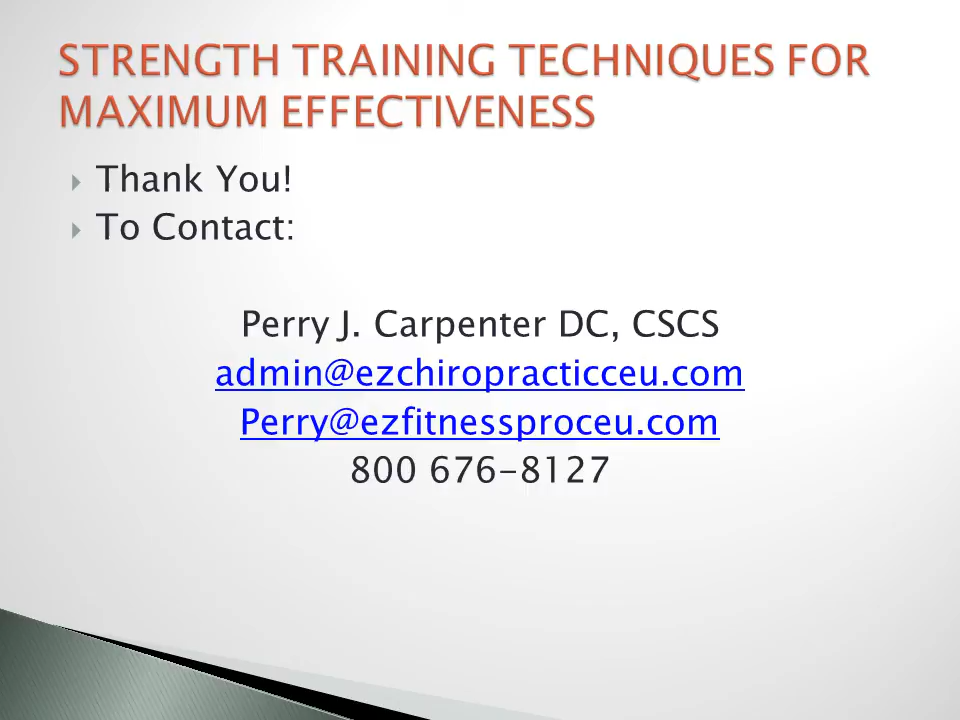 STRENGTH TRAINING TECHNIQUES FOR
MAXIMUM EFFECTIVENESS
Thank You!
To Contact:
Perry J. Carpenter DC, CSCS
admin@ezchiropracticceu.com
Perry@ezfitnessproceu.com
800 676-8127